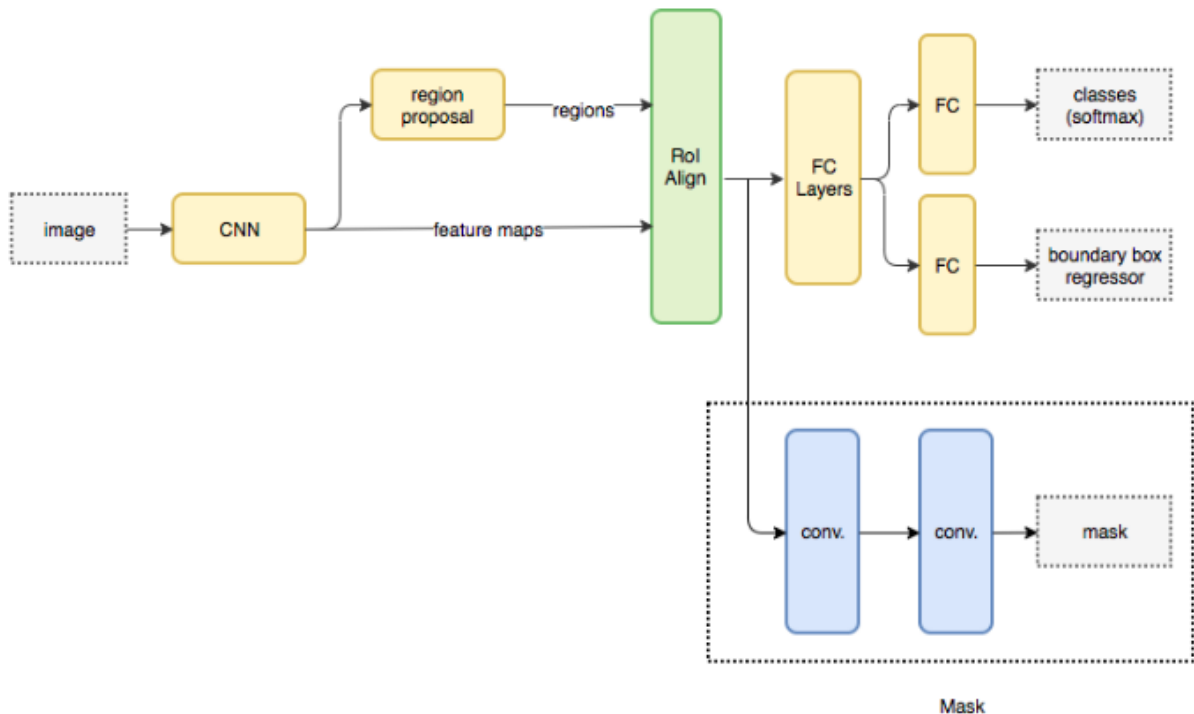 image
CNN
region
proposal
regions
feature maps
RoI
Align
FC
Layers
FC
classes
(softmax)
FC
boundary box
regressor
conv.
conv.
mask
Mask